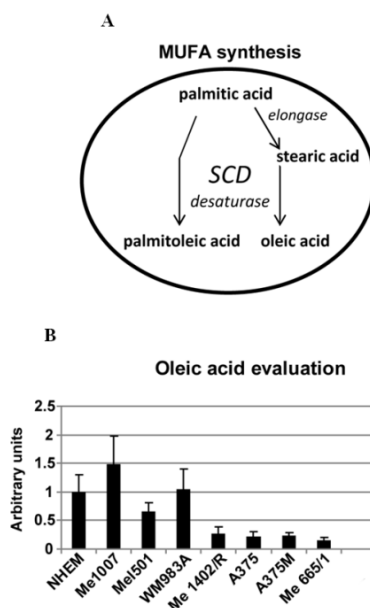 A
MUFA synthesis
palmitic acid
elongase
stearic acid
SCD
desaturase
palmitoleic acid oleic acid
B
Oleic acid evaluation
Arbitrary units
2.5
2
1.5
1
0.5
0
NHEM
Me1007
Mel501
WM983A
Me 1402/R
A375
A375M
Me 665/1